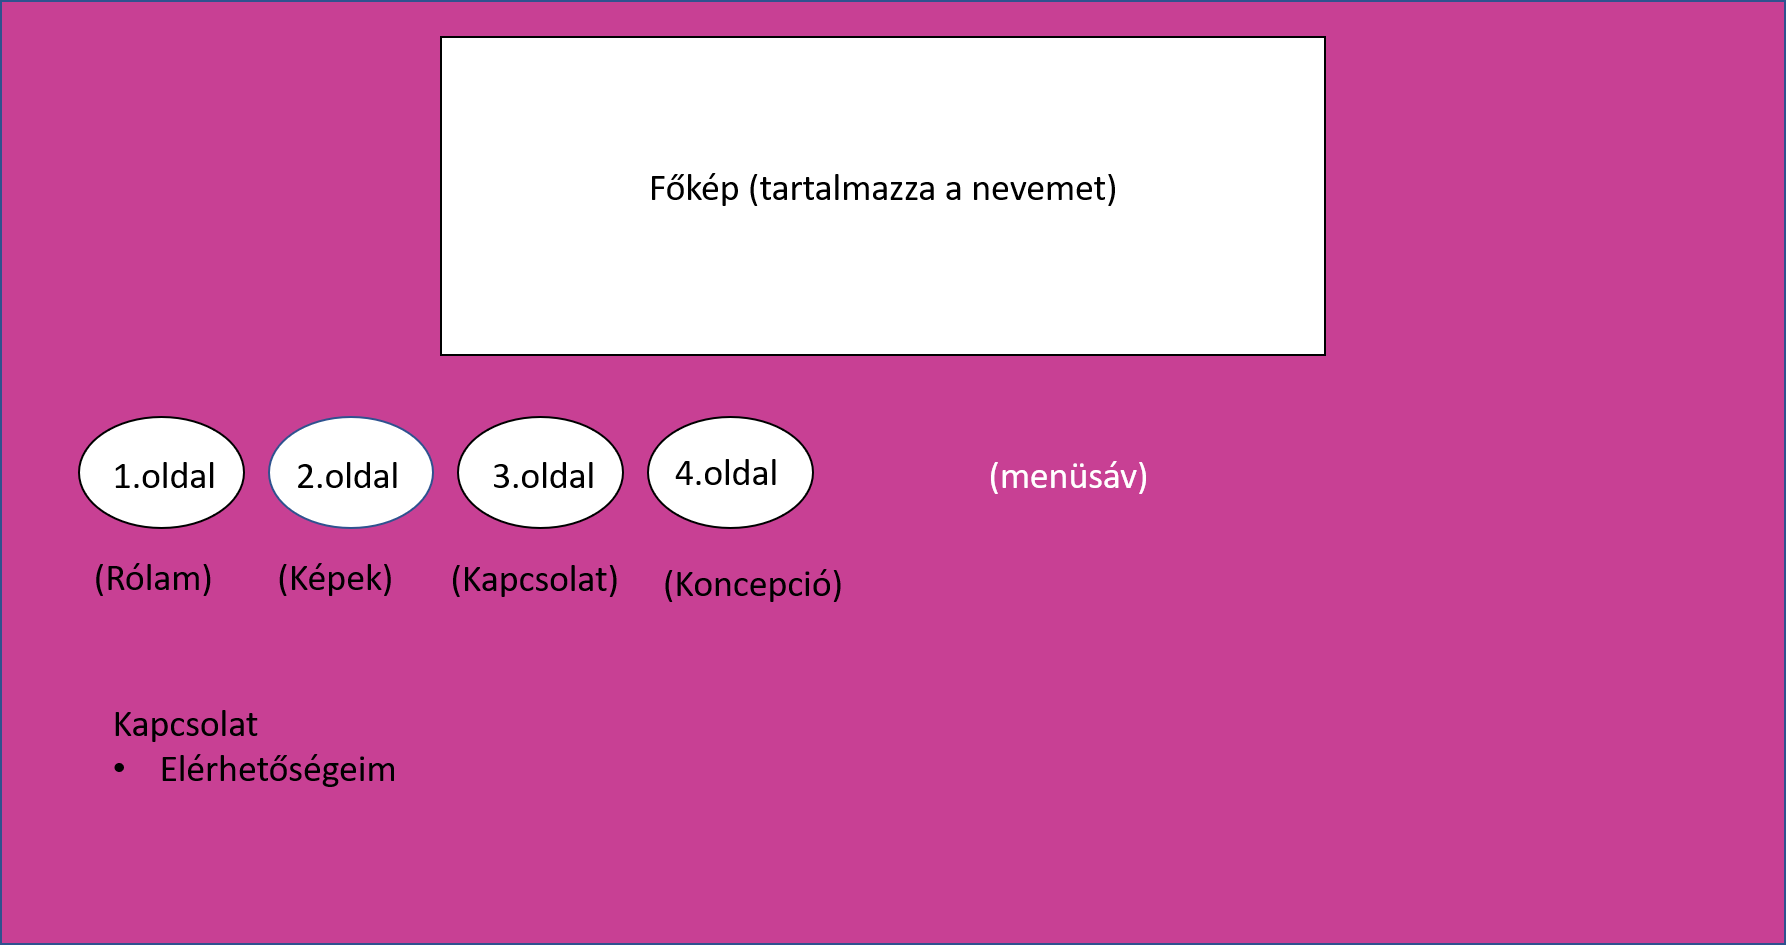 Főkép (tartalmazza a nevemet)
1.oldal
2.oldal
3.oldal
4.oldal
(menüsáv)
(Rólam)
(Képek)
(Kapcsolat)
(Koncepció)
Kapcsolat
• Elérhetőségeim